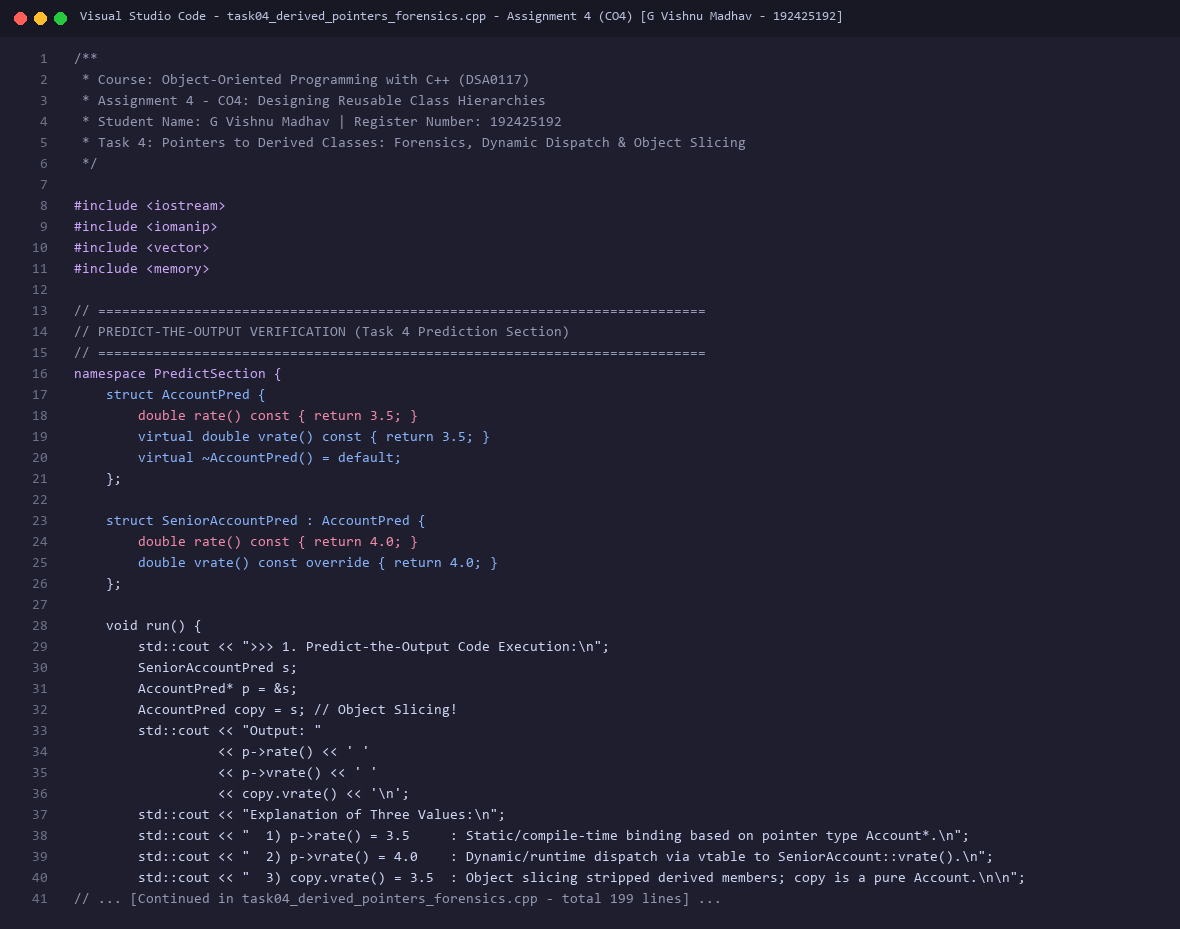 Visual Studio Code - task04_derived_pointers_forensics.cpp - Assignment 4 (CO4) [G Vishnu Madhav - 192425192]
1 /**
2  * Course: Object-Oriented Programming with C++ (DSA0117)
3  * Assignment 4 - CO4: Designing Reusable Class Hierarchies
4  * Student Name: G Vishnu Madhav | Register Number: 192425192
5  * Task 4: Pointers to Derived Classes: Forensics, Dynamic Dispatch & Object Slicing
6  */
7
8 #include <iostream>
9 #include <iomanip>
10 #include <vector>
11 #include <memory>
12
13 // ============================================================================
14 // PREDICT-THE-OUTPUT VERIFICATION (Task 4 Prediction Section)
15 // ============================================================================
16 namespace PredictSection {
17     struct AccountPred {
18         double rate() const { return 3.5; }
19         virtual double vrate() const { return 3.5; }
20         virtual ~AccountPred() = default;
21     };
22
23     struct SeniorAccountPred : AccountPred {
24         double rate() const { return 4.0; }
25         double vrate() const override { return 4.0; }
26     };
27
28     void run() {
29         std::cout << ">>> 1. Predict-the-Output Code Execution:\n";
30         SeniorAccountPred s;
31         AccountPred* p = &s;
32         AccountPred copy = s; // Object Slicing!
33         std::cout << "Output: "
34                   << p->rate() << ' '
35                   << p->vrate() << ' '
36                   << copy.vrate() << '\n';
37         std::cout << "Explanation of Three Values:\n";
38         std::cout << "  1) p->rate() = 3.5     : Static/compile-time binding based on pointer type Account*.\n";
39         std::cout << "  2) p->vrate() = 4.0    : Dynamic/runtime dispatch via vtable to SeniorAccount::vrate().\n";
40         std::cout << "  3) copy.vrate() = 3.5  : Object slicing stripped derived members; copy is a pure Account.\n\n";
41 // ... [Continued in task04_derived_pointers_forensics.cpp - total 199 lines] ...